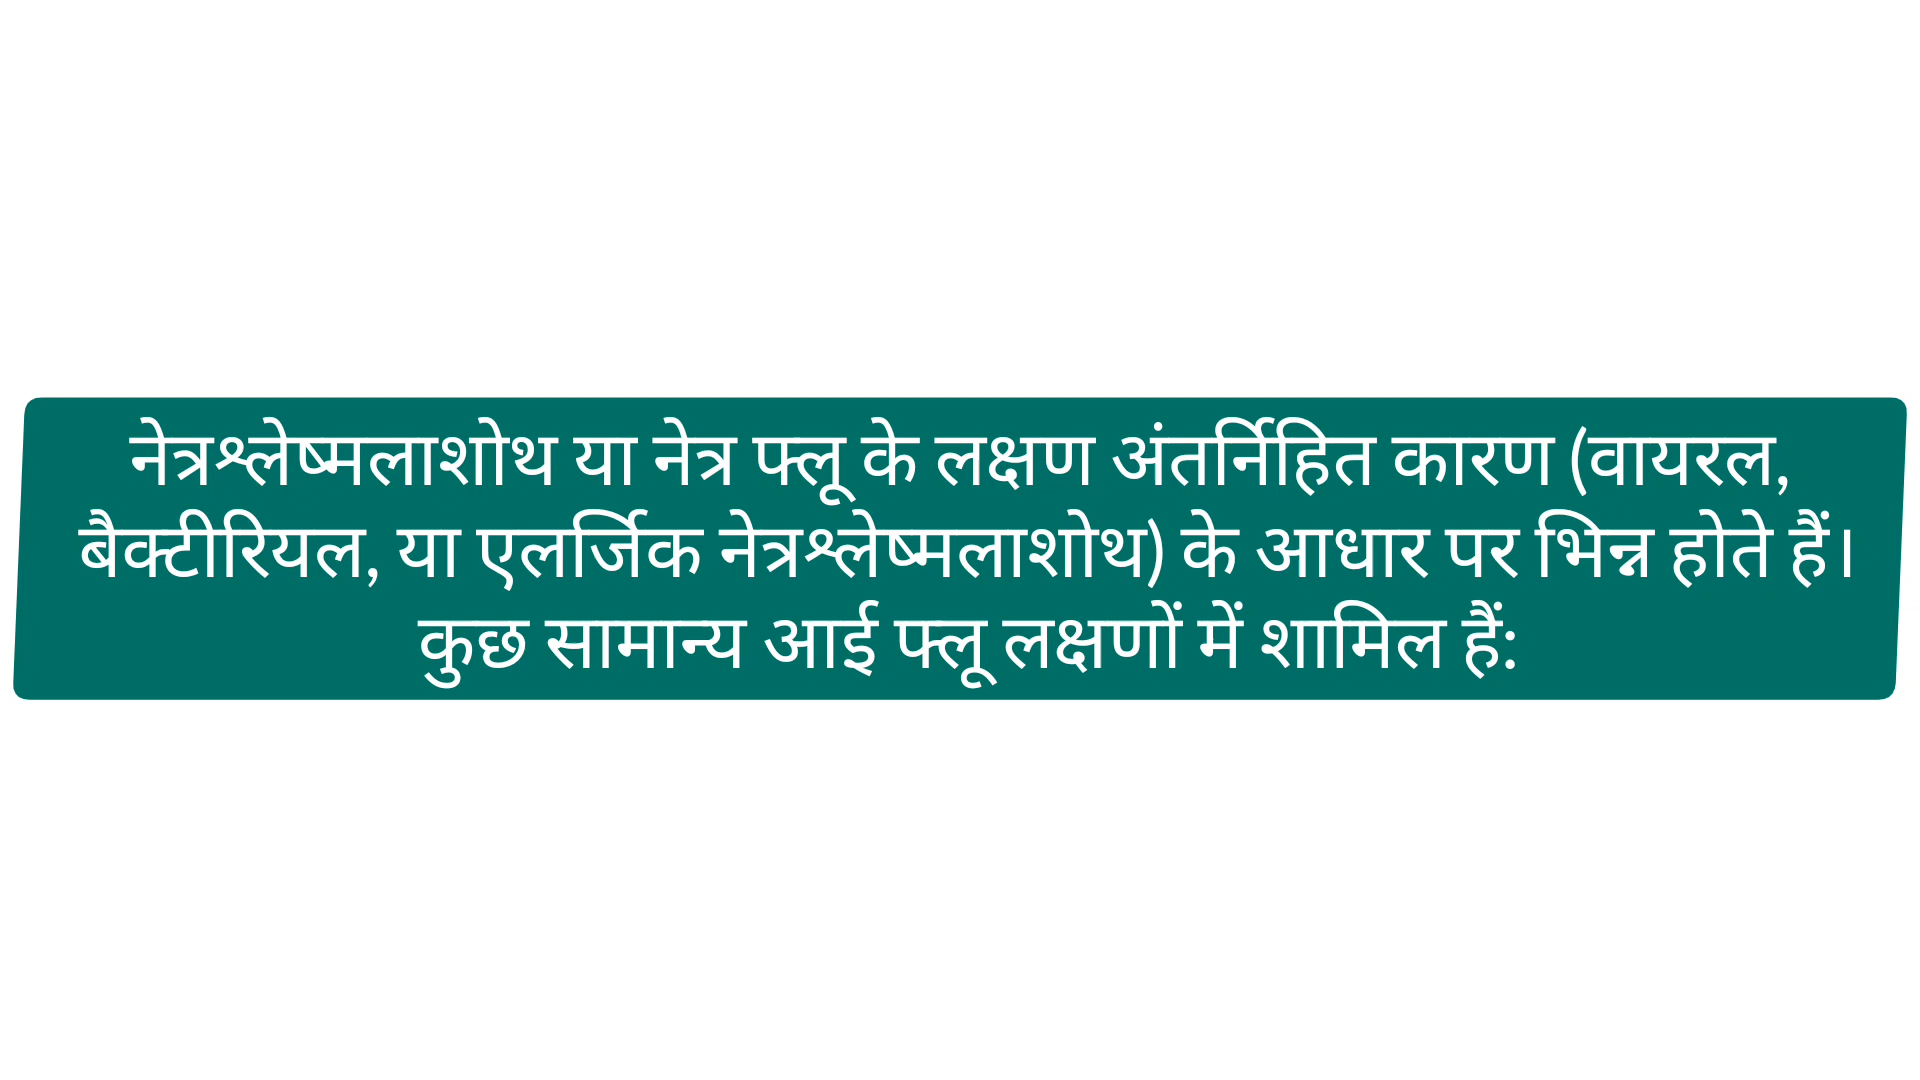 नेत्रश्लेष्मलाशोथ या नेत्र फ्लू के लक्षण अंतर्निहित कारण (वायरल,
बैक्टीरियल, या एलर्जिक नेत्रश्लेष्मलाशोथ) के आधार पर भिन्न होते हैं।
कुछ सामान्य आई फ्लू लक्षणों में शामिल हैं: